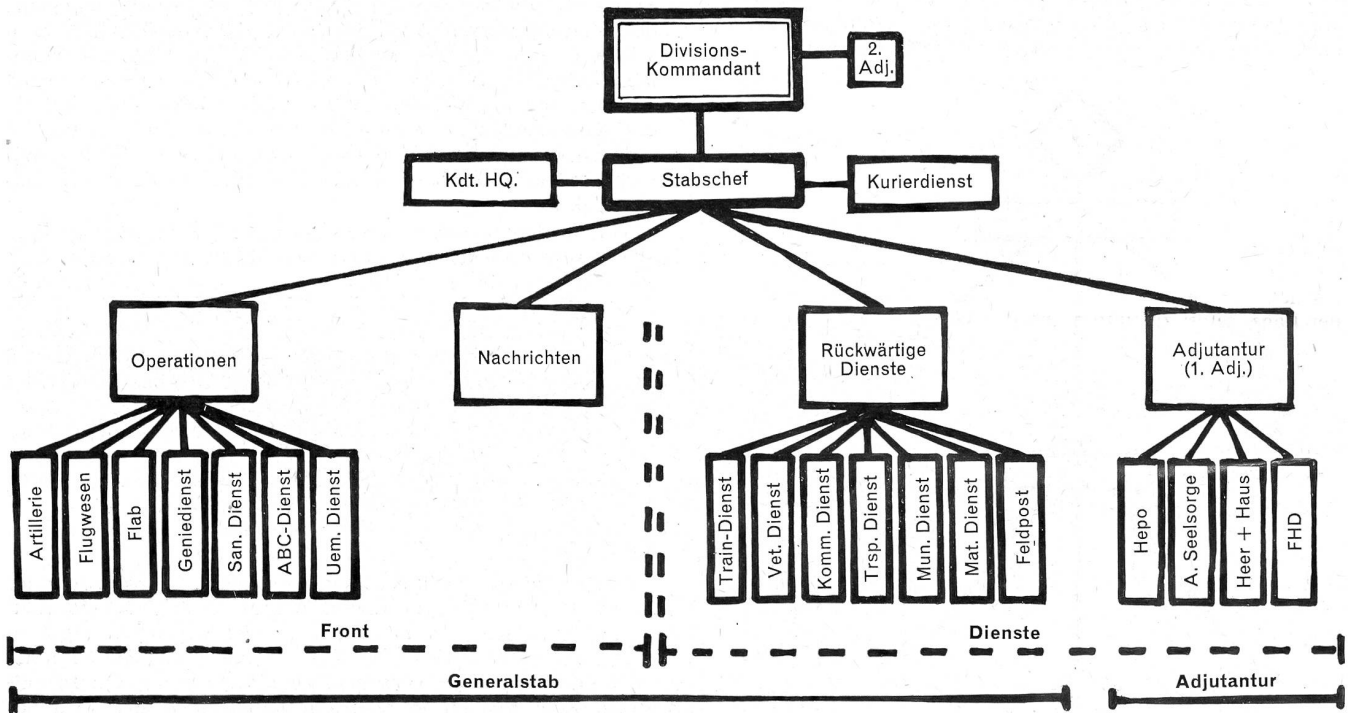 Divisions-
Kommandant
2.
Adj.
Kdt. HQ.
Stabschef
Kurierdienst
Operationen
Nachrichten
Rückwärtige
Dienste
Adjutantur
(1. Adj.)
Artillerie
Flugwesen
Flab
Geniedienst
San. Dienst
ABC-Dienst
Uem. Dienst
Train-Dienst
Vet. Dienst
Komm. Dienst
Trsp. Dienst
Mun. Dienst
Mat. Dienst
Feldpost
Hepo
A. Seelsorge
Heer + Haus
FHD
Front
Dienste
Generalstab
Adjutantur